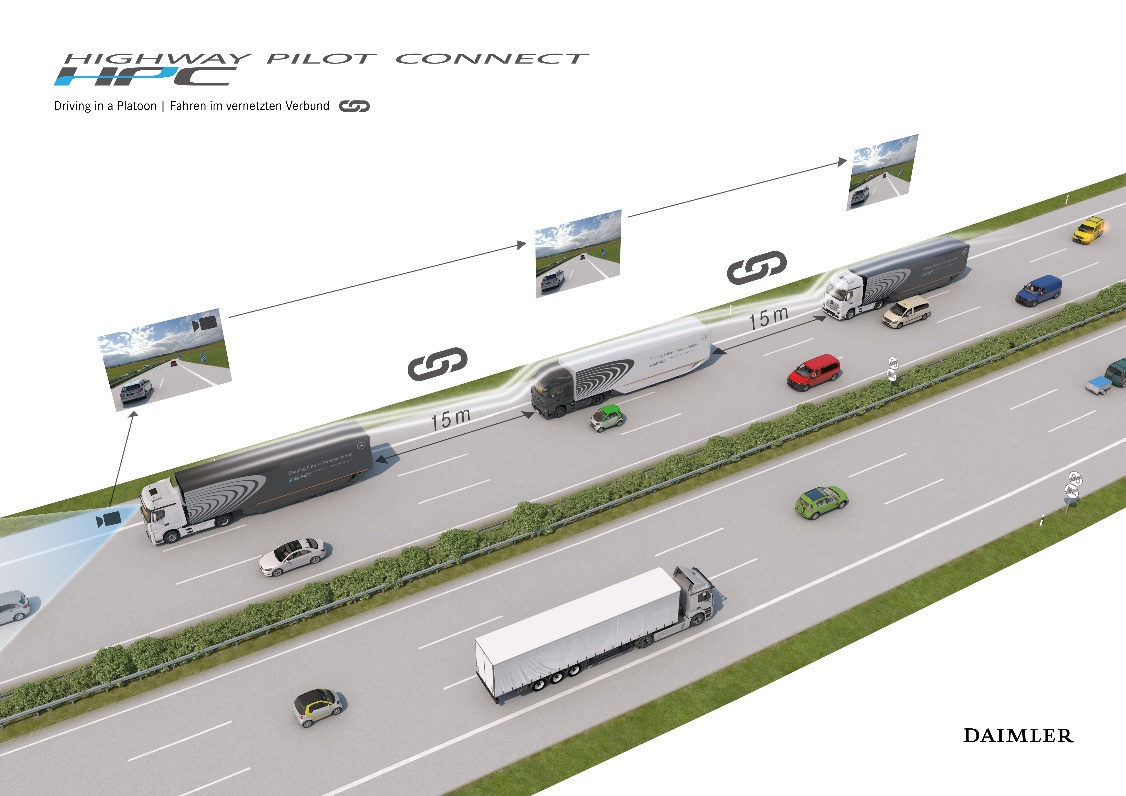 HIGHWAY PILOT CONNECT
HPC
Driving in a Platoon | Fahren im vernetzten Verbund
15 m
15 m
DAIMLER